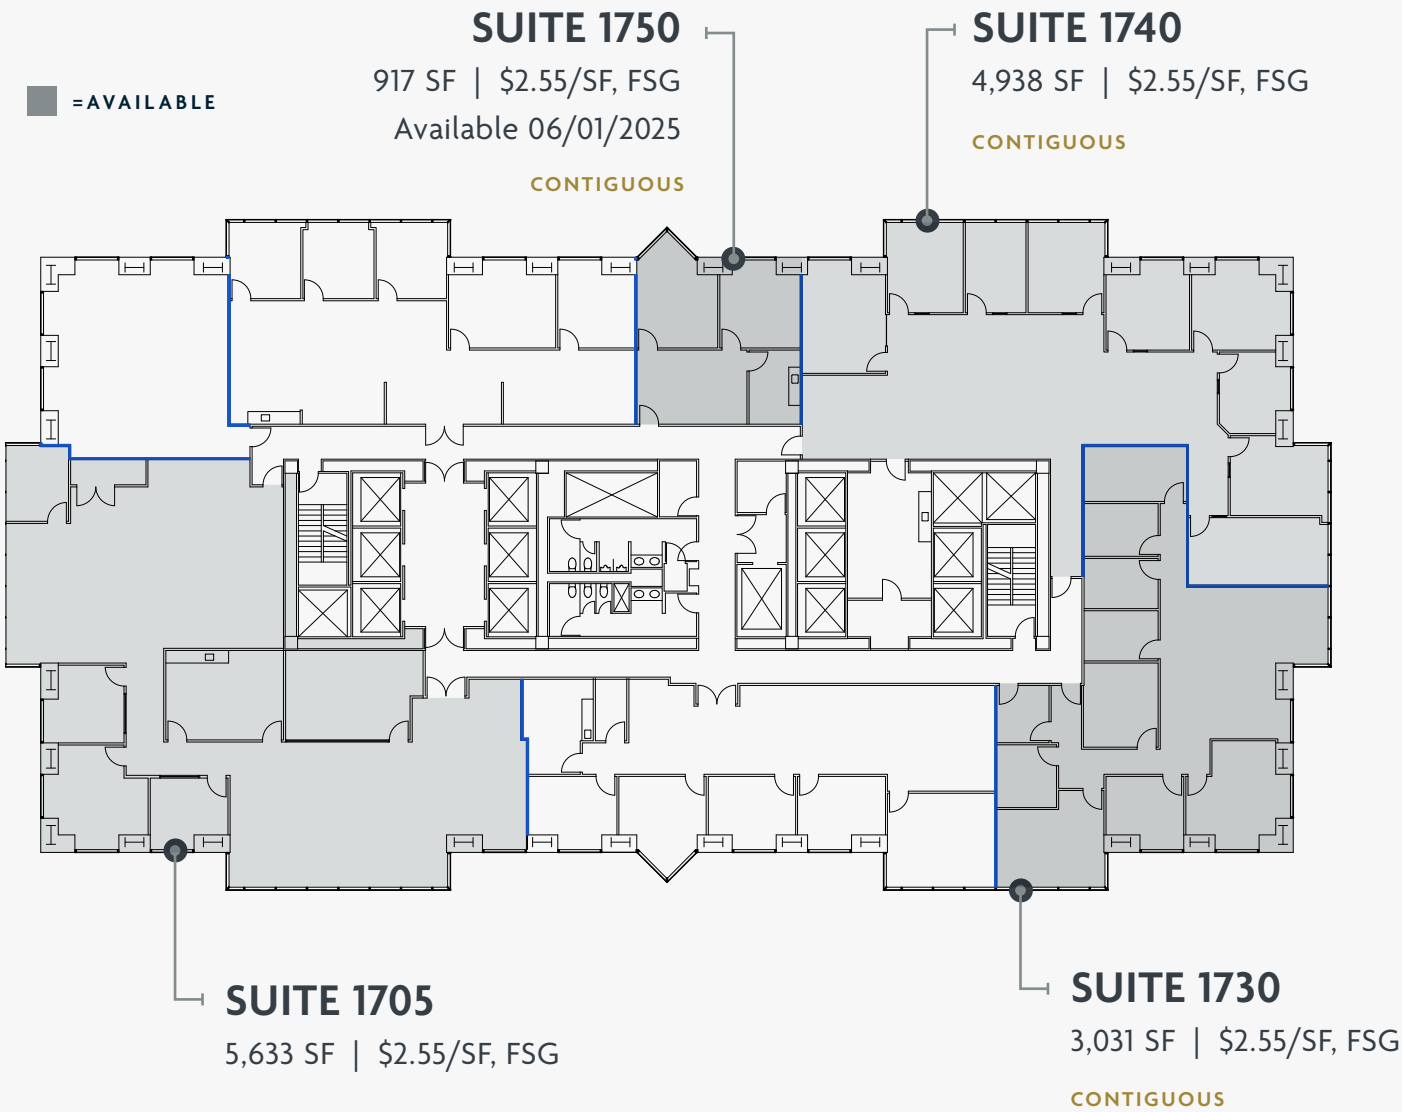 SUITE 1750
917 SF | $2.55/SF, FSG
Available 06/01/2025
CONTIGUOUS
SUITE 1740
4,938 SF | $2.55/SF, FSG
CONTIGUOUS
=AVAILABLE
SUITE 1705
5,633 SF | $2.55/SF, FSG
SUITE 1730
3,031 SF | $2.55/SF, FSG
CONTIGUOUS